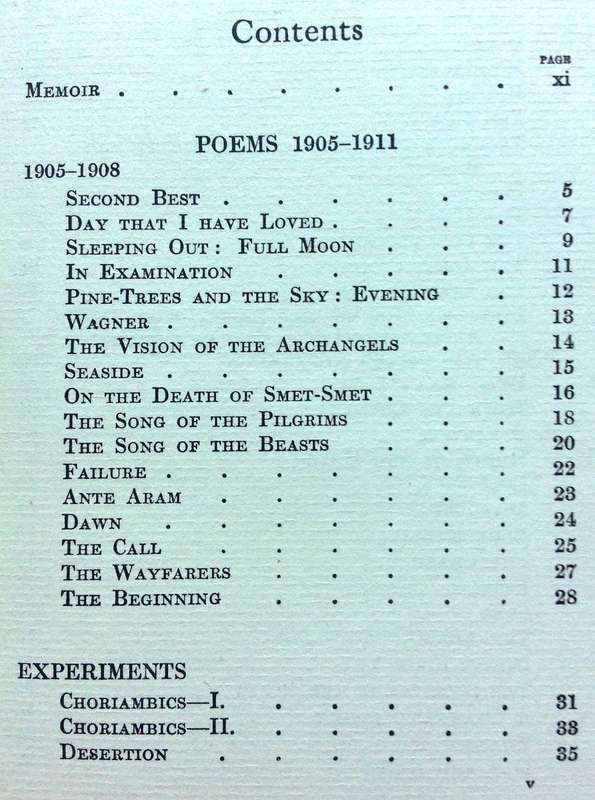 Contents
PAGE
MEMOIR . . . . . . . . xi
POEMS 1905–1911
1905–1908
SECOND BEST . . . . . . 5
DAY THAT I HAVE LOVED . . . . 7
SLEEPING OUT : FULL MOON . . . 9
IN EXAMINATION . . . . . 11
PINE-TREES AND THE SKY : EVENING . 12
WAGNER . . . . . . . 13
THE VISION OF THE ARCHANGELS . . 14
SEASIDE . . . . . . . 15
ON THE DEATH OF SMET-SMET . . . 16
THE SONG OF THE PILGRIMS . . . 18
THE SONG OF THE BEASTS . . . 20
FAILURE . . . . . . . 22
ANTE ARAM . . . . . . 23
DAWN . . . . . . . 24
THE CALL . . . . . . 25
THE WAYFARERS . . . . . 27
THE BEGINNING . . . . . 28
EXPERIMENTS
CHORIAMBICS—I. . . . . . 31
CHORIAMBICS—II. . . . . . 33
DESERTION . . . . . . 35
v